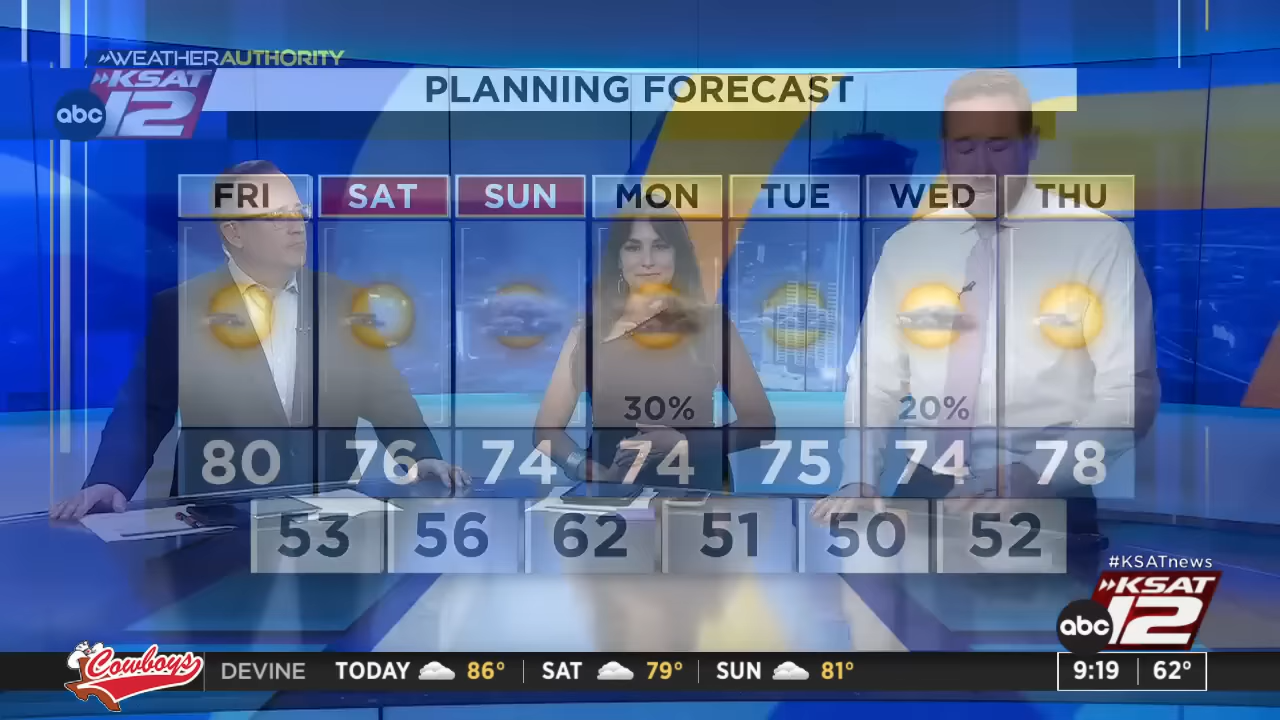 WEATHERAUTHORITY
KSAT
abc 12
PLANNING FORECAST
FRI SAT SUN MON TUE WED THU
30% 20%
80 76 74 74 75 74 78
53 56 62 51 50 52
#KSATnews
KSAT
abc 12
Cowboys DEVINE TODAY 86° SAT 79° SUN 81° 9:19 62°